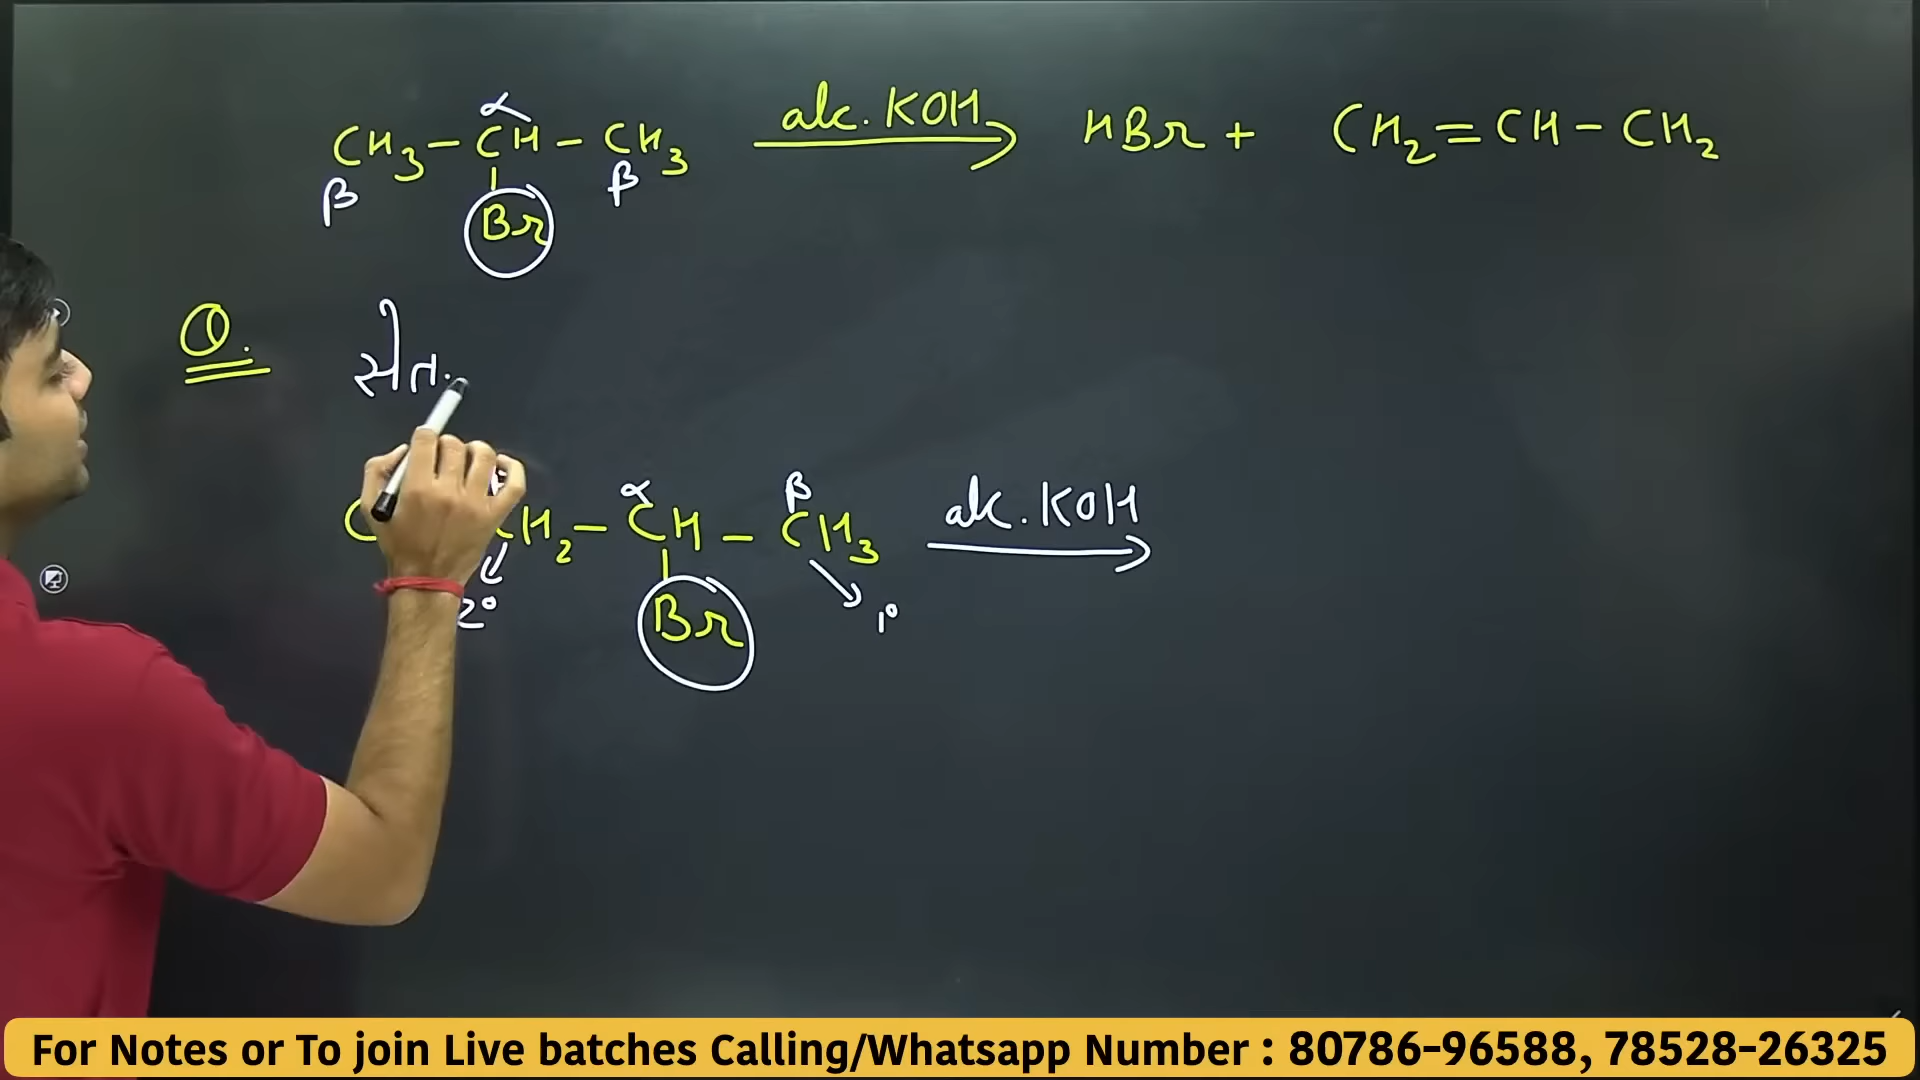 α
CH₃ – CH – CH₃ alc. KOH → HBr + CH₂ = CH – CH₂
β β
Br
Q.
α β
CH₂ – CH – CH₃ alc. KOH →
2° 1°
Br
For Notes or To join Live batches Calling/Whatsapp Number : 80786-96588, 78528-26325